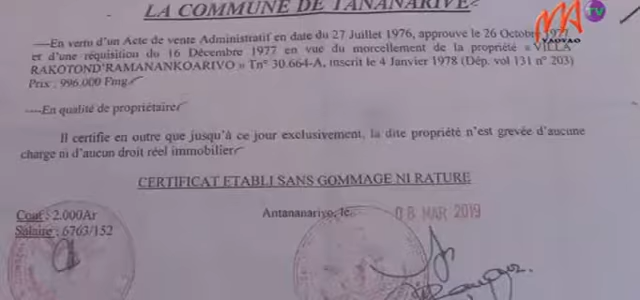 LA COMMUNE DE TANANARIVE
MA tv
YAOYAO
----En vertu d'un Acte de vente Administratif en date du 27 Juillet 1976, approuve le 26 Octobre 1977
et d'une réquisition du 16 Décembre 1977 en vue du morcellement de la propriété « VILLA
RAKOTOND'RAMANANKOARIVO » Tn° 30.664-A, inscrit le 4 Janvier 1978 (Dép. vol 131 n° 203)
Prix : 996.000 Fmg
----En qualité de propriétaire
Il certifie en outre que jusqu'à ce jour exclusivement, la dite propriété n'est grevée d'aucune
charge ni d'aucun droit réel immobilier
CERTIFICAT ETABLI SANS GOMMAGE NI RATURE
Cout : 2.000Ar
Antananarivo, le 08 MAR 2019
Salaire : 6763/152